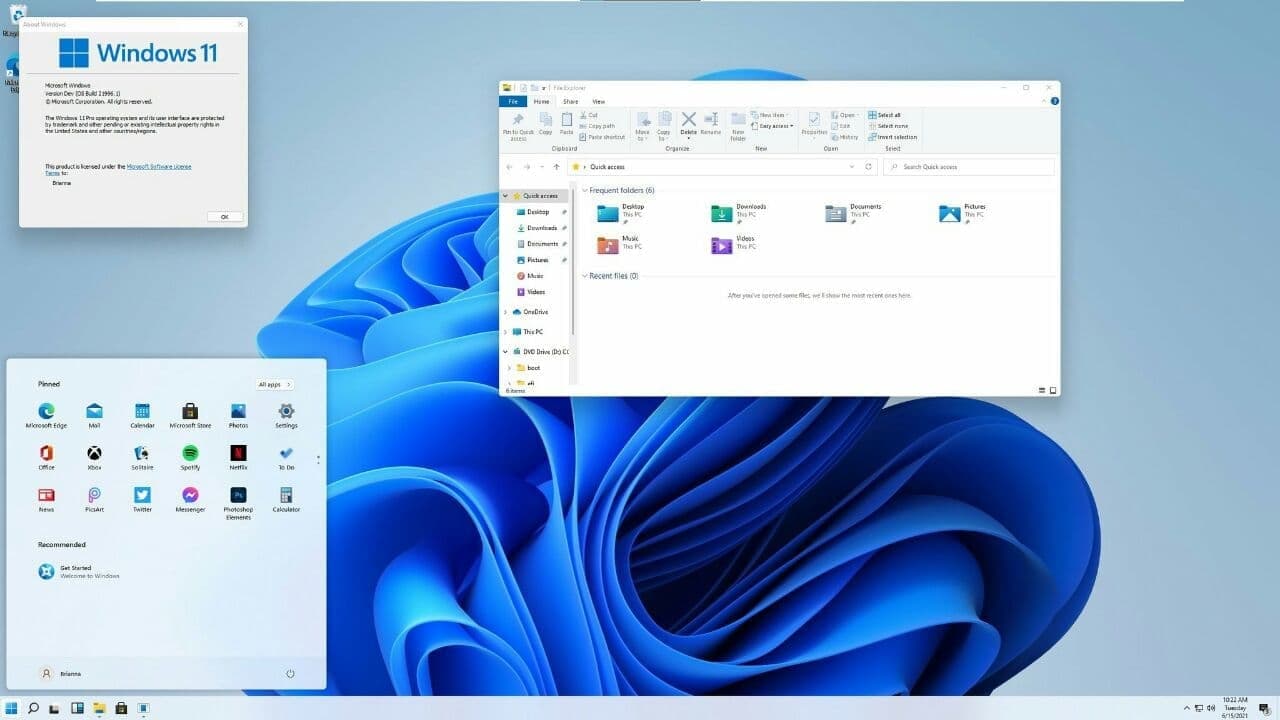 About Windows
Windows 11
Microsoft Windows
Version Dev (OS Build 21996.1)
© Microsoft Corporation. All rights reserved.
The Windows 11 Pro operating system and its user interface are protected
by trademark and other pending or existing intellectual property rights in
the United States and other countries/regions.
This product is licensed under the Microsoft Software License
Terms to:
Brianna
OK
File Explorer
File Home Share View
Pin to Quick access
Copy
Paste
Cut
Copy path
Paste shortcut
Clipboard
Move to
Copy to
Delete
Rename
Organize
New folder
New item
Easy access
New
Properties
Open
Edit
History
Open
Select all
Select none
Invert selection
Select
Quick access
Search Quick access
Quick access
Desktop
Downloads
Documents
Pictures
Music
Videos
OneDrive
This PC
DVD Drive (D:) CC
boot
efi
6 items
Frequent folders (6)
Desktop
This PC
Downloads
This PC
Documents
This PC
Pictures
This PC
Music
This PC
Videos
This PC
Recent files (0)
After you've opened some files, we'll show the most recent ones here.
Pinned
All apps
Microsoft Edge Mail Calendar Microsoft Store Photos Settings
Office Xbox Solitaire Spotify Netflix To Do
News PicsArt Twitter Messenger Photoshop Elements Calculator
Recommended
Get Started
Welcome to Windows
Brianna
10:22 AM
Tuesday
6/15/2021